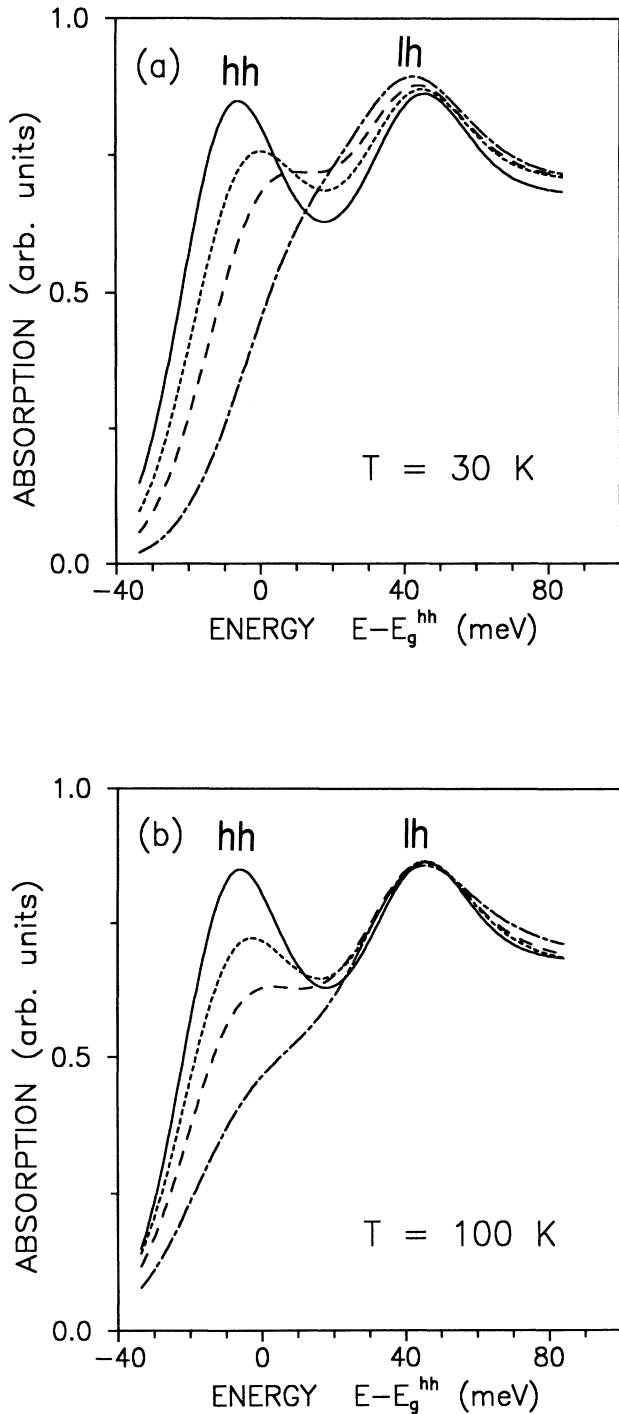 1.0
(a)
hh
lh
0.5
ABSORPTION (arb. units)
T = 30 K
0.0
−40 0 40 80
ENERGY E−E_g^hh (meV)
1.0
(b)
hh
lh
0.5
ABSORPTION (arb. units)
T = 100 K
0.0
−40 0 40 80
ENERGY E−E_g^hh (meV)